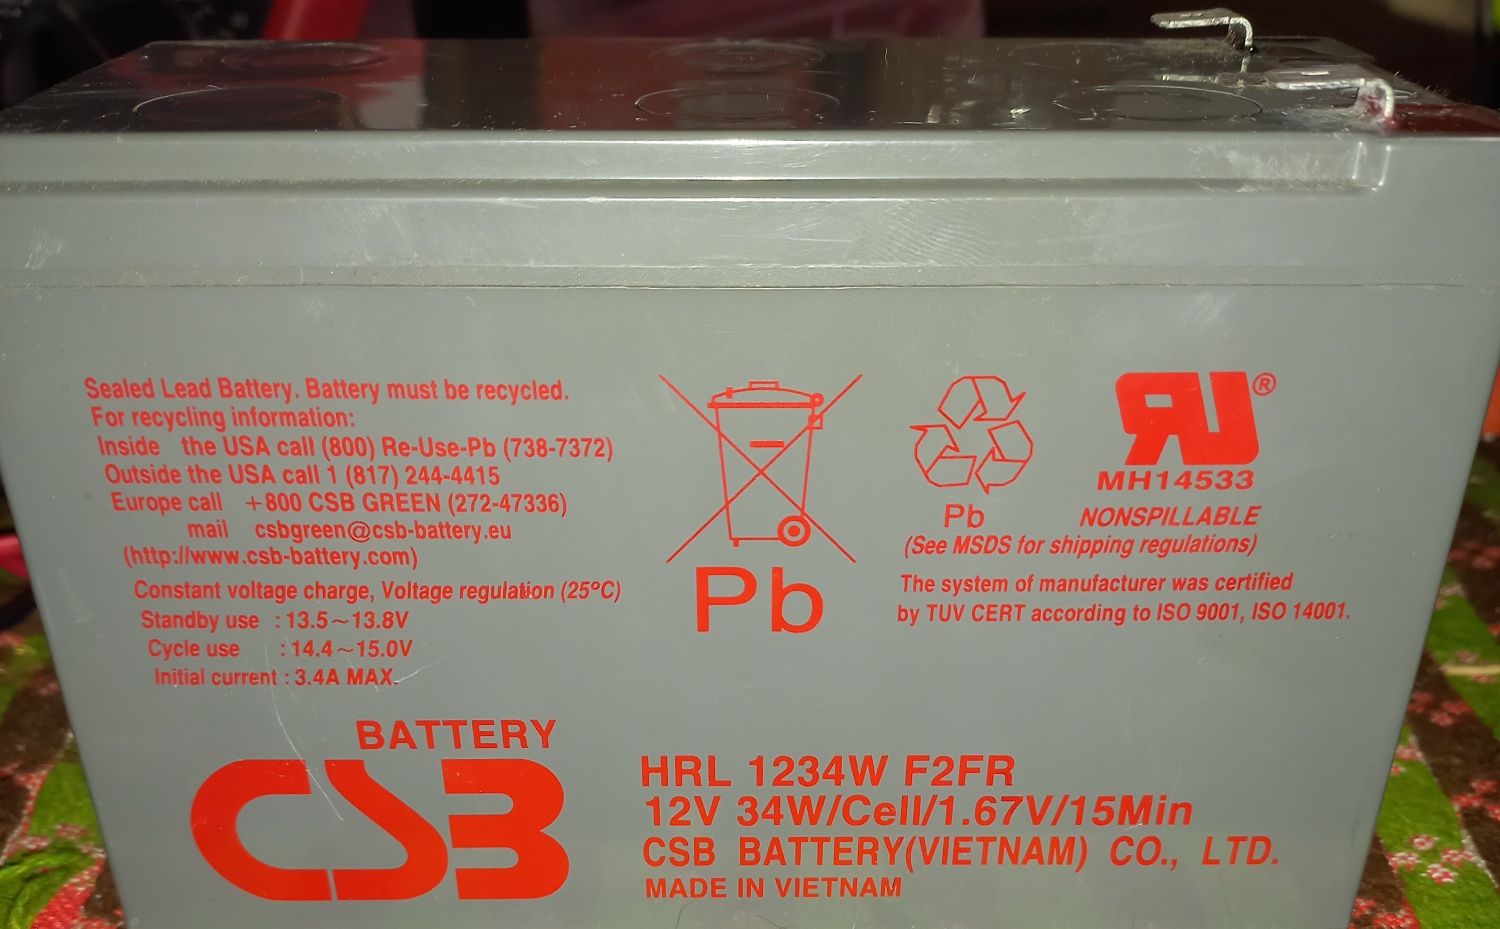 Sealed Lead Battery. Battery must be recycled.
For recycling information:
Inside the USA call (800) Re-Use-Pb (738-7372)
Outside the USA call 1 (817) 244-4415
Europe call +800 CSB GREEN (272-47336)
mail csbgreen@csb-battery.eu
(http://www.csb-battery.com)
Constant voltage charge, Voltage regulation (25°C)
Standby use : 13.5~13.8V
Cycle use : 14.4~15.0V
Initial current : 3.4A MAX.
Pb
Pb
RU®
MH14533
NONSPILLABLE
(See MSDS for shipping regulations)
The system of manufacturer was certified
by TUV CERT according to ISO 9001, ISO 14001.
BATTERY
CSB
HRL 1234W F2FR
12V 34W/Cell/1.67V/15Min
CSB BATTERY(VIETNAM) CO., LTD.
MADE IN VIETNAM